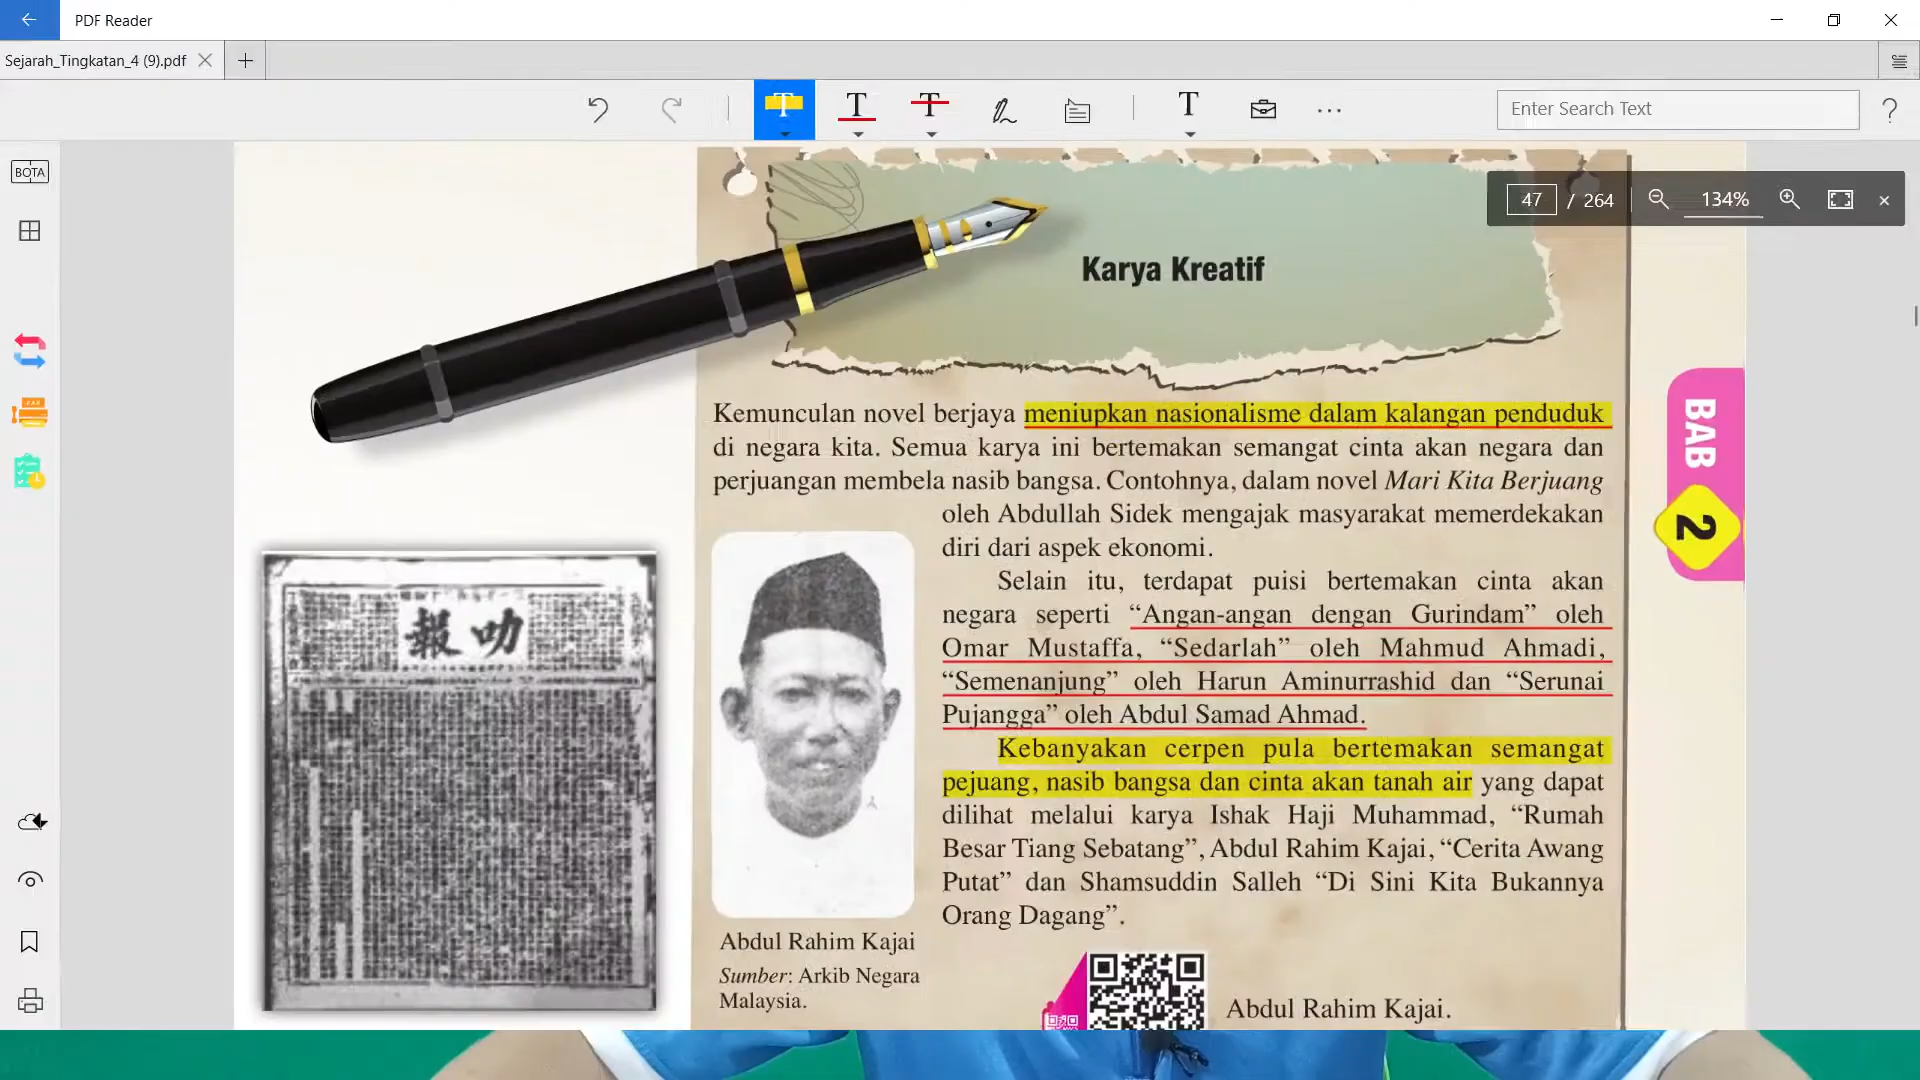 PDF Reader
Sejarah_Tingkatan_4 (9).pdf
T
T
T
T
Enter Search Text
?
BOTA
47 / 264
134%
Karya Kreatif
Kemunculan novel berjaya meniupkan nasionalisme dalam kalangan penduduk
di negara kita. Semua karya ini bertemakan semangat cinta akan negara dan
perjuangan membela nasib bangsa. Contohnya, dalam novel Mari Kita Berjuang
oleh Abdullah Sidek mengajak masyarakat memerdekakan
diri dari aspek ekonomi.
Selain itu, terdapat puisi bertemakan cinta akan
negara seperti “Angan-angan dengan Gurindam” oleh
Omar Mustaffa, “Sedarlah” oleh Mahmud Ahmadi,
“Semenanjung” oleh Harun Aminurrashid dan “Serunai
Pujangga” oleh Abdul Samad Ahmad.
Kebanyakan cerpen pula bertemakan semangat
pejuang, nasib bangsa dan cinta akan tanah air yang dapat
dilihat melalui karya Ishak Haji Muhammad, “Rumah
Besar Tiang Sebatang”, Abdul Rahim Kajai, “Cerita Awang
Putat” dan Shamsuddin Salleh “Di Sini Kita Bukannya
Orang Dagang”.
Abdul Rahim Kajai
Sumber: Arkib Negara
Malaysia.
Abdul Rahim Kajai.
BAB
2
報叻